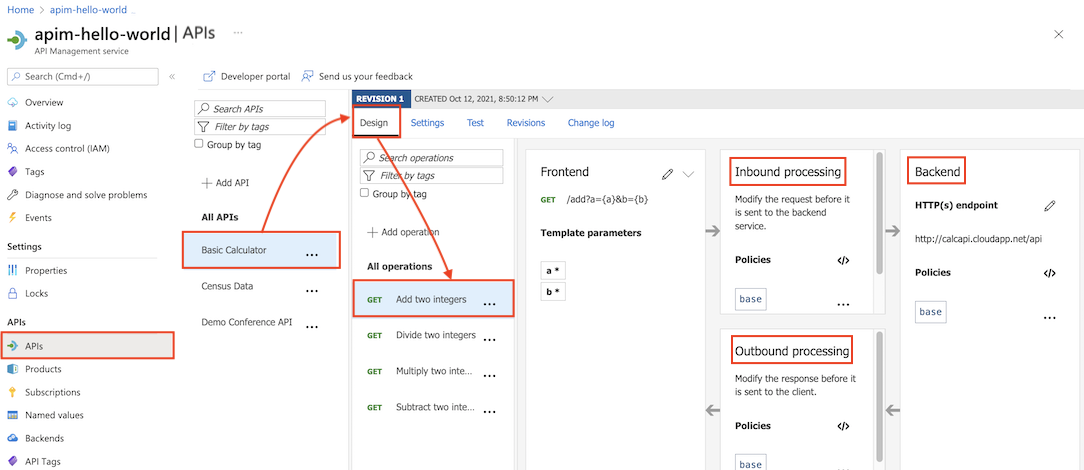 Home > apim-hello-world
apim-hello-world | APIs ...
API Management service
Search (Cmd+/)
«
Overview
Activity log
Access control (IAM)
Tags
Diagnose and solve problems
Events
Settings
Properties
Locks
APIs
APIs
Products
Subscriptions
Named values
Backends
API Tags
Developer portal
Send us your feedback
Search APIs
Filter by tags
Group by tag
+ Add API
All APIs
Basic Calculator ...
Census Data ...
Demo Conference API ...
REVISION 1 CREATED Oct 12, 2021, 8:50:12 PM
Design Settings Test Revisions Change log
Search operations
Filter by tags
Group by tag
+ Add operation
All operations
GET Add two integers ...
GET Divide two integers ...
GET Multiply two inte... ...
GET Subtract two inte... ...
Frontend
GET /add?a={a}&b={b}
Template parameters
a *
b *
Inbound processing
Modify the request before it
is sent to the backend
service.
Policies </>
base
...
Outbound processing
Modify the response before it
is sent to the client.
Policies </>
base
Backend
HTTP(s) endpoint
http://calcapi.cloudapp.net/api
Policies </>
base
...